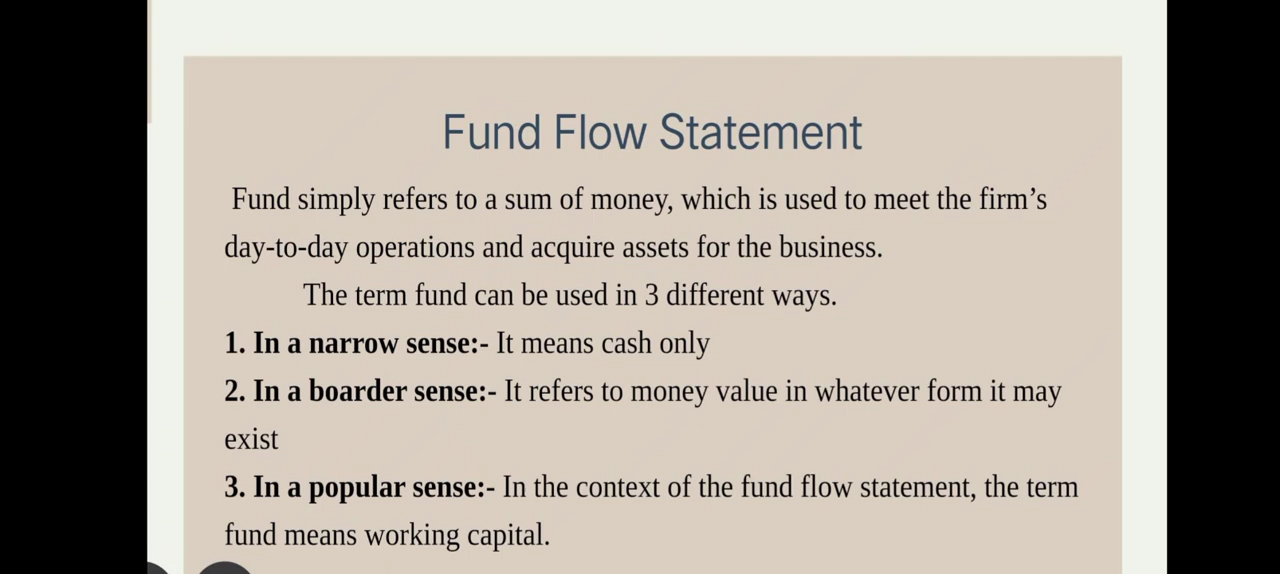 Fund Flow Statement
Fund simply refers to a sum of money, which is used to meet the firm’s
day-to-day operations and acquire assets for the business.
The term fund can be used in 3 different ways.
1. In a narrow sense:- It means cash only
2. In a boarder sense:- It refers to money value in whatever form it may
exist
3. In a popular sense:- In the context of the fund flow statement, the term
fund means working capital.